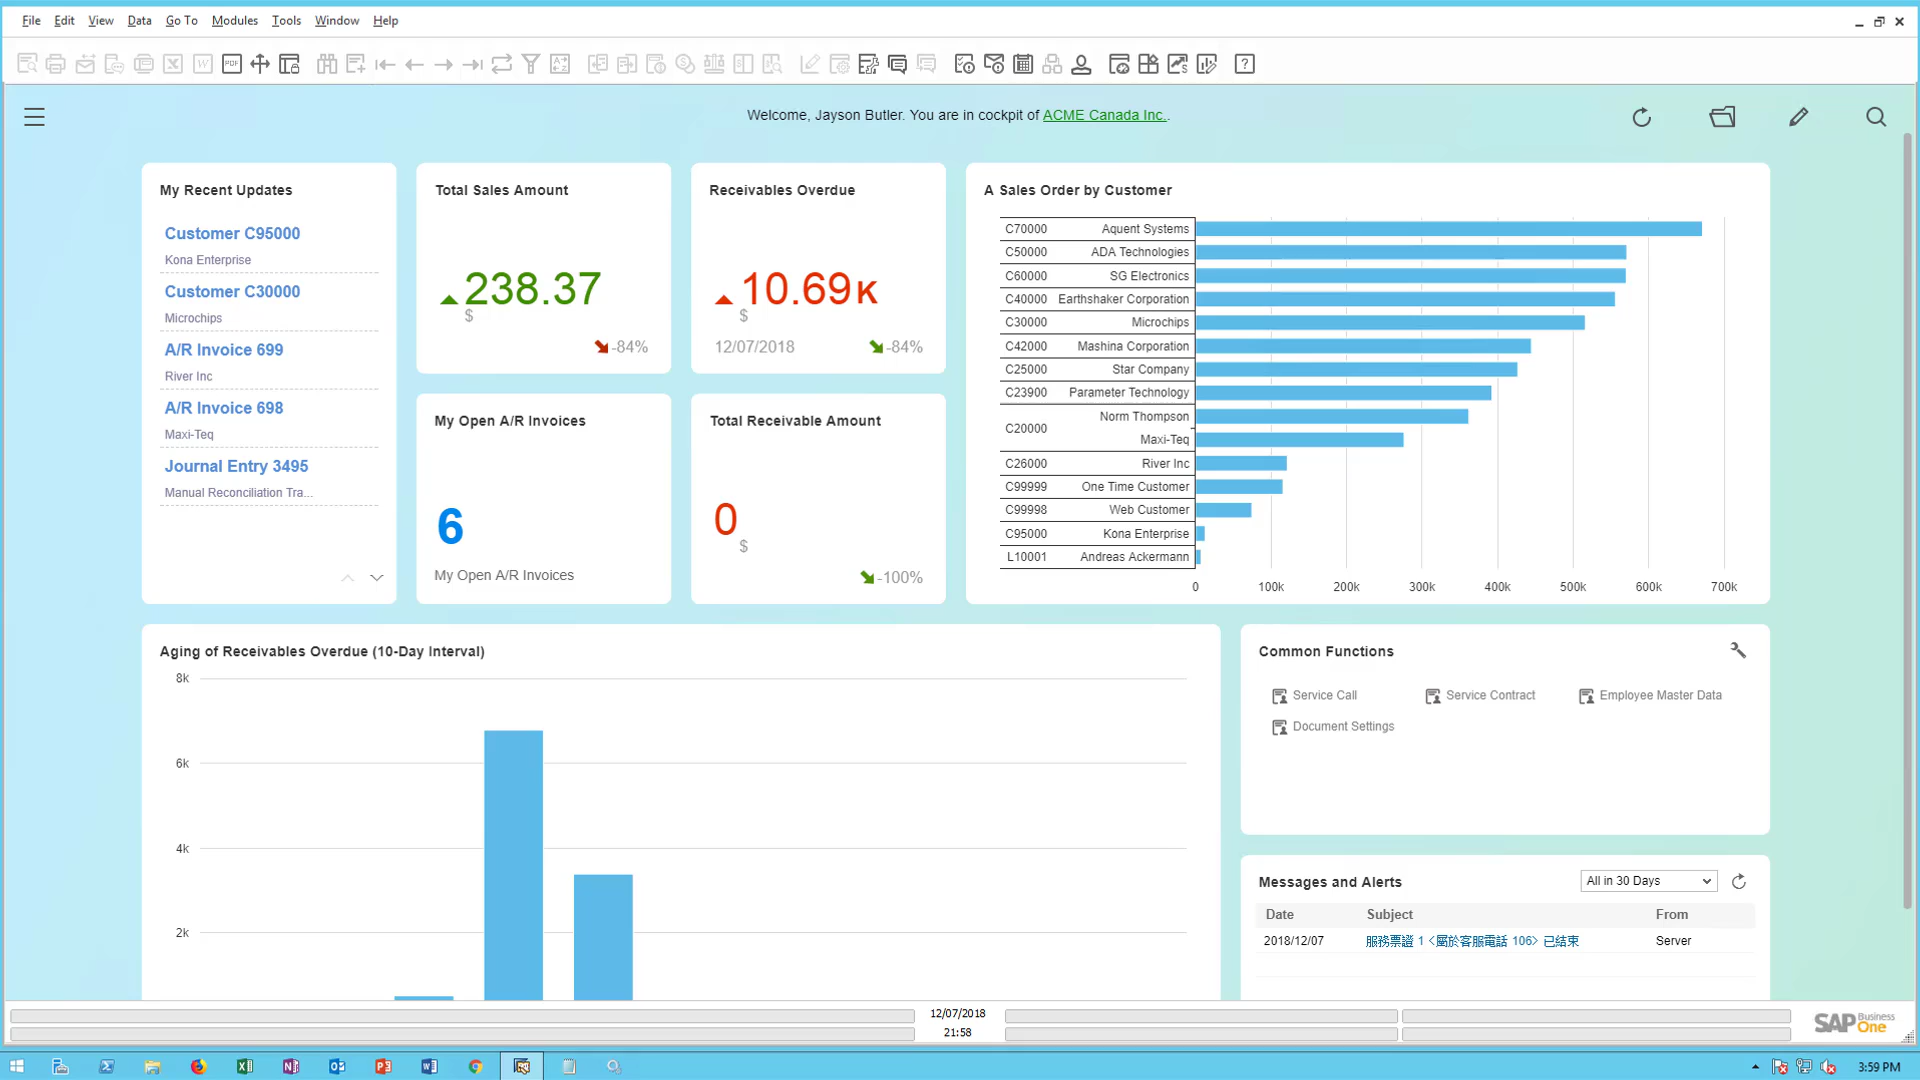 File Edit View Data Go To Modules Tools Window Help
Welcome, Jayson Butler. You are in cockpit of ACME Canada Inc..
My Recent Updates
Customer C95000
Kona Enterprise
Customer C30000
Microchips
A/R Invoice 699
River Inc
A/R Invoice 698
Maxi-Teq
Journal Entry 3495
Manual Reconciliation Tra...
Total Sales Amount
238.37
$
-84%
Receivables Overdue
10.69K
$
12/07/2018 -84%
My Open A/R Invoices
6
My Open A/R Invoices
Total Receivable Amount
0
$
-100%
A Sales Order by Customer
C70000 Aquent Systems
C50000 ADA Technologies
C60000 SG Electronics
C40000 Earthshaker Corporation
C30000 Microchips
C42000 Mashina Corporation
C25000 Star Company
C23900 Parameter Technology
C20000 Norm Thompson
Maxi-Teq
C26000 River Inc
C99999 One Time Customer
C99998 Web Customer
C95000 Kona Enterprise
L10001 Andreas Ackermann
0 100k 200k 300k 400k 500k 600k 700k
Aging of Receivables Overdue (10-Day Interval)
8k
6k
4k
2k
Common Functions
Service Call Service Contract Employee Master Data
Document Settings
Messages and Alerts All in 30 Days
Date Subject From
2018/12/07 服務票證 1 <屬於客服電話 106> 已結束 Server
12/07/2018
21:58
SAP Business One
3:59 PM